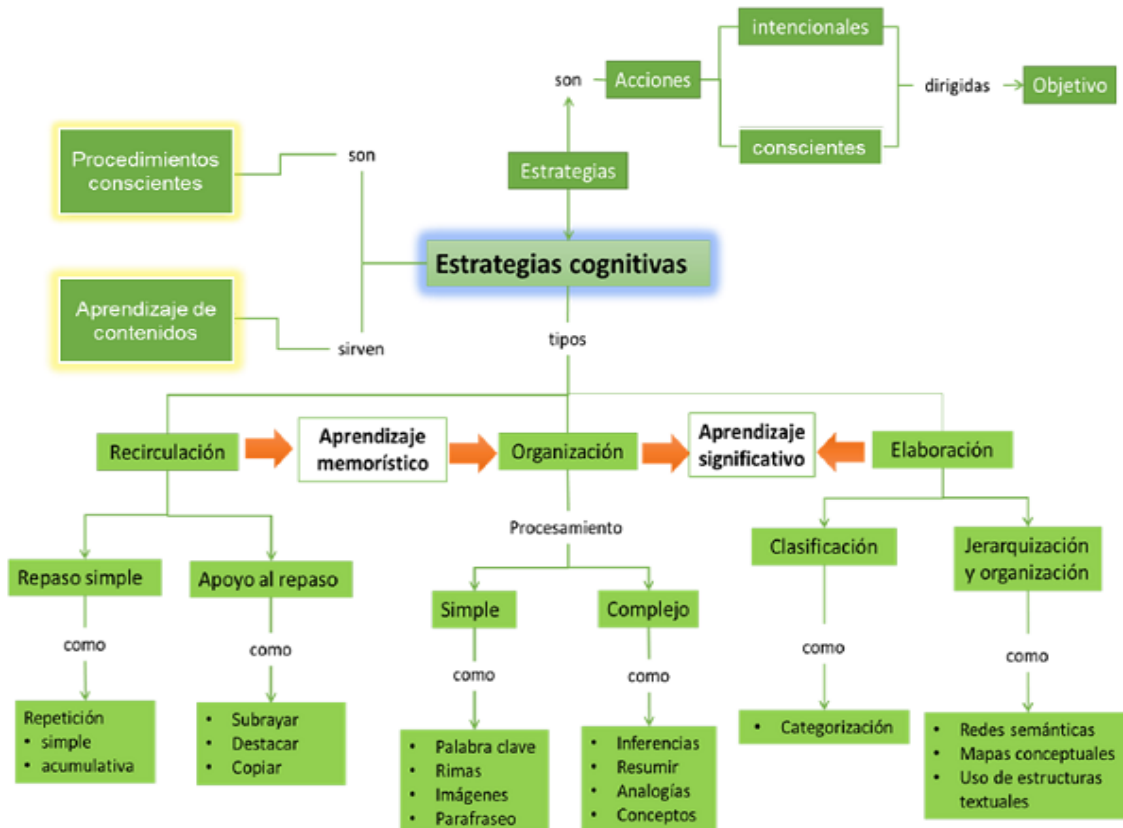 intencionales
son
Acciones
dirigidas
Objetivo
conscientes
Procedimientos
conscientes
son
Estrategias
Estrategias cognitivas
Aprendizaje de
contenidos
sirven
tipos
Recirculación
Aprendizaje
memorístico
Organización
Aprendizaje
significativo
Elaboración
Procesamiento
Repaso simple
Apoyo al repaso
Simple
Complejo
Clasificación
Jerarquización
y organización
como
como
como
como
como
como
Repetición
• simple
• acumulativa
• Subrayar
• Destacar
• Copiar
• Palabra clave
• Rimas
• Imágenes
• Parafraseo
• Inferencias
• Resumir
• Analogías
• Conceptos
• Categorización
• Redes semánticas
• Mapas conceptuales
• Uso de estructuras
textuales